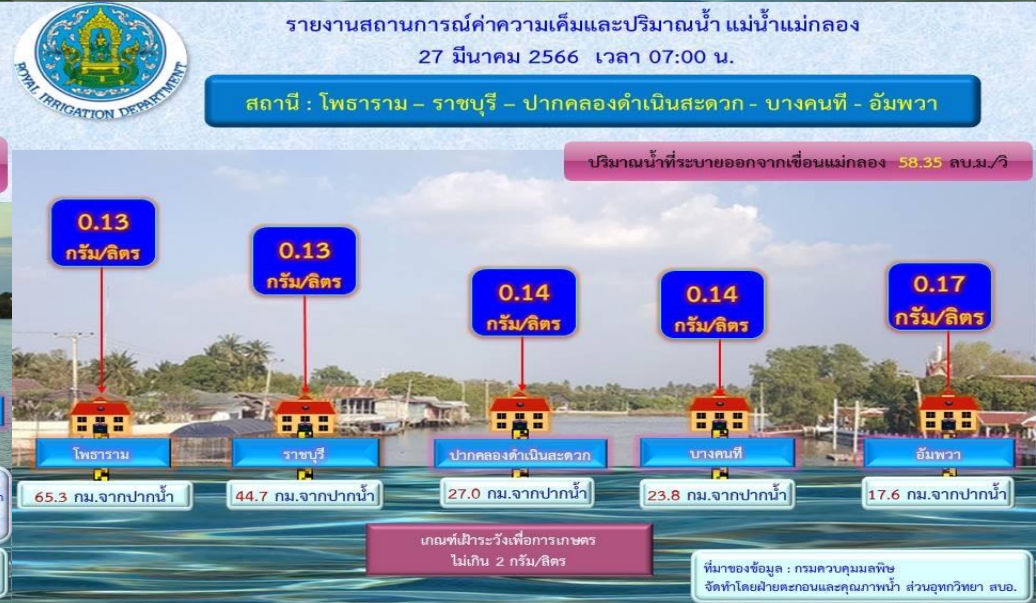 รายงานสถานการณ์ค่าความเค็มและปริมาณน้ำ แม่น้ำแม่กลอง
27 มีนาคม 2566 เวลา 07:00 น.
ROYAL IRRIGATION DEPARTMENT
สถานี : โพธาราม – ราชบุรี – ปากคลองดำเนินสะดวก - บางคนที - อัมพวา
ปริมาณน้ำที่ระบายออกจากเขื่อนแม่กลอง 58.35 ลบ.ม./วิ
0.13
กรัม/ลิตร
0.13
กรัม/ลิตร
0.14
กรัม/ลิตร
0.14
กรัม/ลิตร
0.17
กรัม/ลิตร
โพธาราม
ราชบุรี
ปากคลองดำเนินสะดวก
บางคนที
อัมพวา
65.3 กม.จากปากน้ำ
44.7 กม.จากปากน้ำ
27.0 กม.จากปากน้ำ
23.8 กม.จากปากน้ำ
17.6 กม.จากปากน้ำ
เกณฑ์เฝ้าระวังเพื่อการเกษตร
ไม่เกิน 2 กรัม/ลิตร
ที่มาของข้อมูล : กรมควบคุมมลพิษ
จัดทำโดยฝ่ายตะกอนและคุณภาพน้ำ ส่วนอุทกวิทยา สบอ.